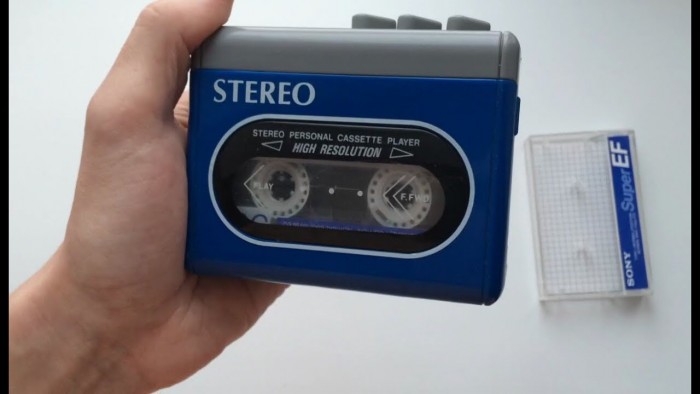 STEREO
STEREO PERSONAL CASSETTE PLAYER
HIGH RESOLUTION
PLAY
F.FWD
SONY
Super EF